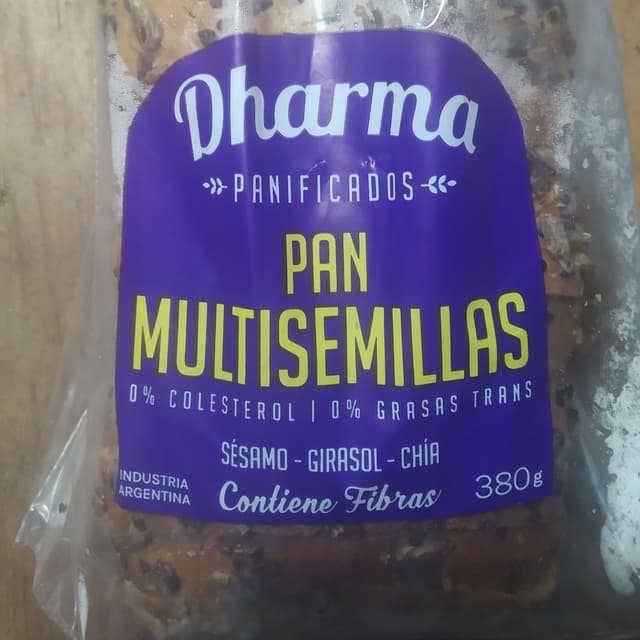 Dharma
PANIFICADOS
PAN
MULTISEMILLAS
0% COLESTEROL | 0% GRASAS TRANS
SÉSAMO - GIRASOL - CHÍA
INDUSTRIA
ARGENTINA
Contiene Fibras
380g